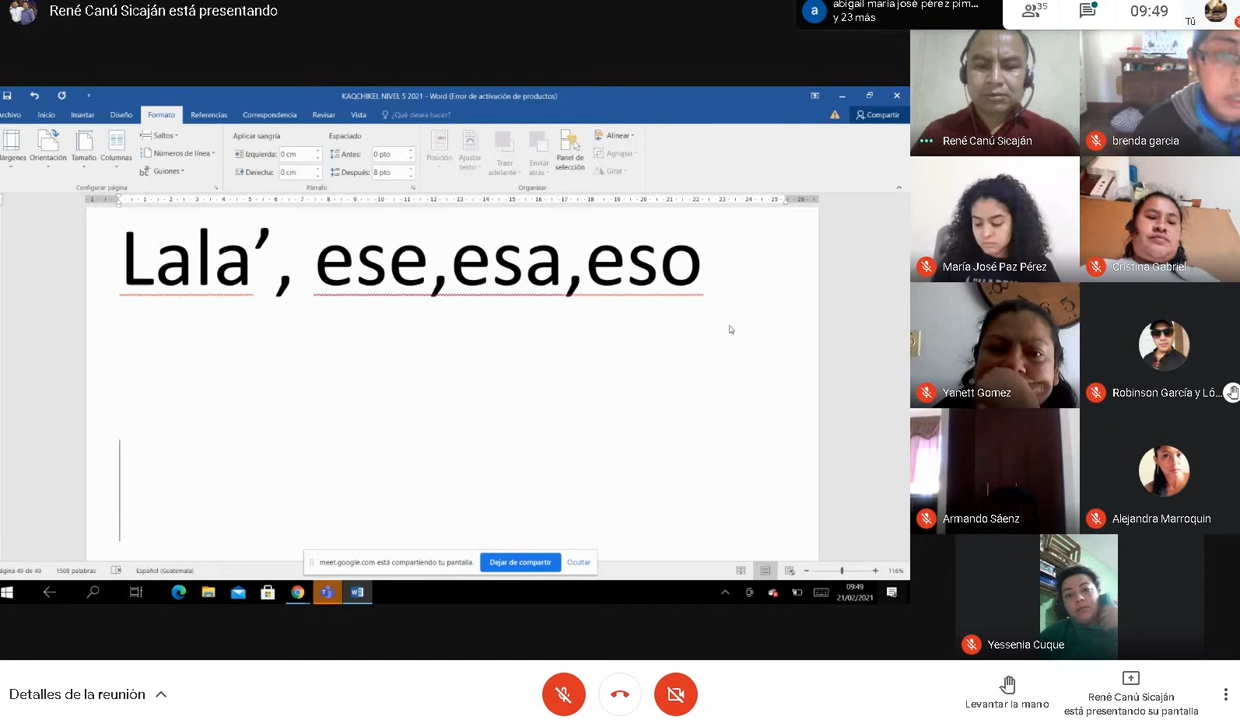 René Canú Sicaján está presentando
abigail maría josé pérez pim...
y 23 más
35
09:49
Tú
a
KAQCHIKEL NIVEL 5 2021 - Word (Error de activación de productos)
Archivo Inicio Insertar Diseño Formato Referencias Correspondencia Revisar Vista ¿Qué desea hacer? Compartir
Márgenes Orientación Tamaño Columnas
Saltos
Números de línea
Guiones
Configurar página
Aplicar sangría
Izquierda: 0 cm
Derecha: 0 cm
Espaciado
Antes: 0 pto
Después: 8 pto
Párrafo
Posición
Ajustar texto
Traer adelante
Enviar atrás
Panel de selección
Alinear
Agrupar
Girar
Organizar
Lala’, ese,esa,eso
René Canú Sicaján
brenda garcia
María José Paz Pérez
Cristina Gabriel
Yanett Gomez
Robinson García y Ló...
Armando Sáenz
Alejandra Marroquin
Yessenia Cuque
meet.google.com está compartiendo tu pantalla.
Dejar de compartir
Ocultar
1508 palabras
Español (Guatemala)
116%
09:49
21/02/2021
Detalles de la reunión
Levantar la mano
René Canú Sicaján
está presentando su pantalla